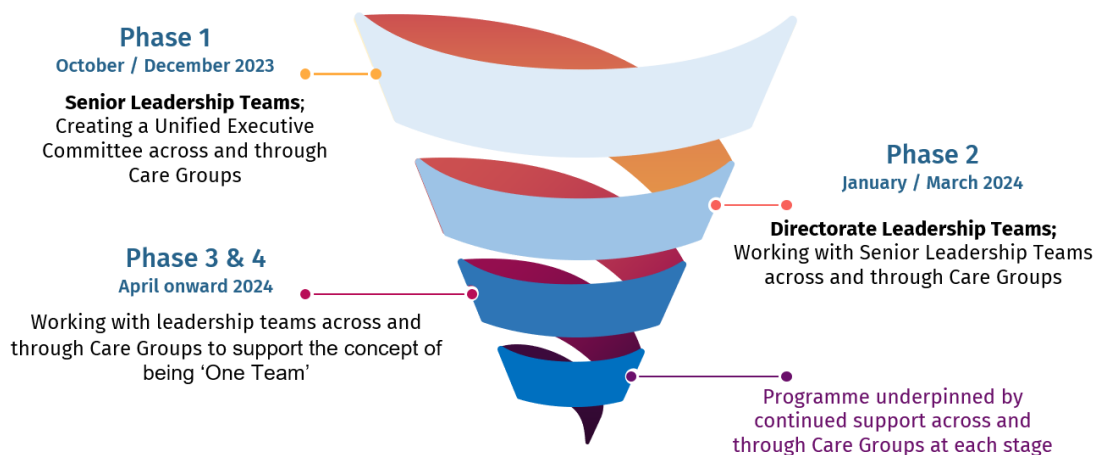 Phase 1
October / December 2023
Senior Leadership Teams;
Creating a Unified Executive
Committee across and through
Care Groups
Phase 2
January / March 2024
Directorate Leadership Teams;
Working with Senior Leadership Teams
across and through Care Groups
Phase 3 & 4
April onward 2024
Working with leadership teams across and
through Care Groups to support the concept of
being ‘One Team’
Programme underpinned by
continued support across and
through Care Groups at each stage